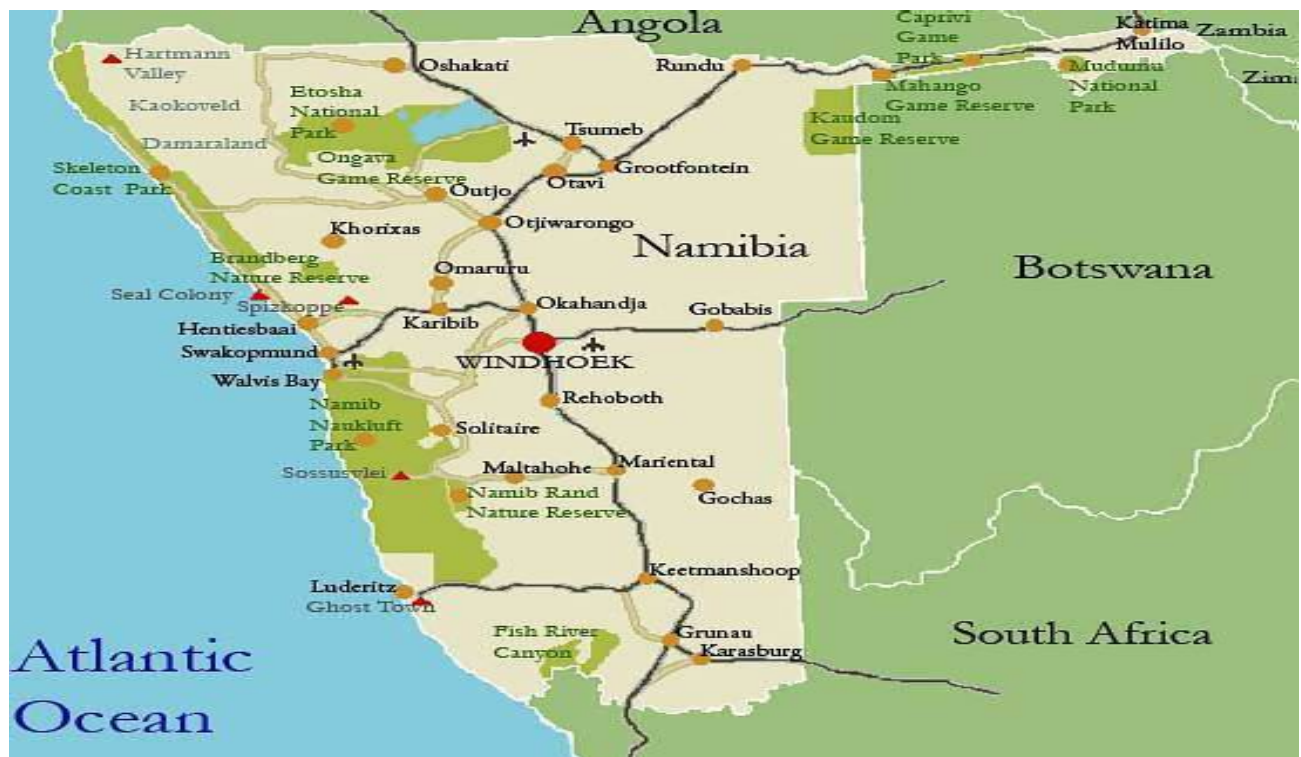 Angola
Caprivi
Game
Park
Katima
Mulilo
Zambia
Hartmann
Valley
Oshakati
Rundu
Mahango
Game Reserve
Mudumu
National
Park
Kaokoveld
Etosha
National
Park
Kaudom
Game Reserve
Damaraland
Tsumeb
Ongava
Game Reserve
Grootfontein
Skeleton
Coast Park
Otavi
Outjo
Khorixas
Otjiwarongo
Namibia
Botswana
Brandberg
Nature Reserve
Omaruru
Seal Colony
Spizkoppe
Okahandja
Gobabis
Karibib
Hentiesbaai
Swakopmund
WINDHOEK
Walvis Bay
Rehoboth
Namib
Naukluft
Park
Solitaire
Sossusvlei
Maltahohe
Mariental
Namib Rand
Nature Reserve
Gochas
Keetmanshoop
Luderitz
Ghost Town
Fish River
Canyon
Grunau
Karasburg
South Africa
Atlantic
Ocean